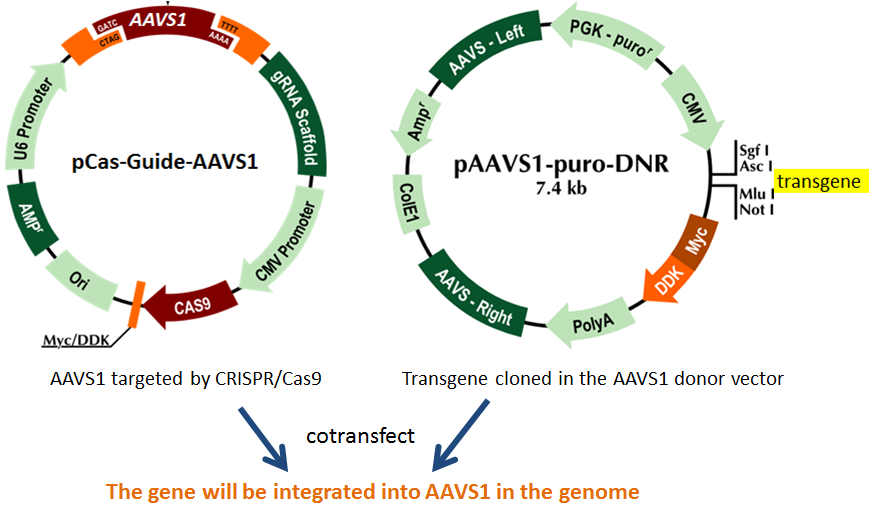 GATC
AAVS1
TTTT
CTAG
AAAA
U6 Promoter
gRNA Scaffold
pCas-Guide-AAVS1
AMPr
CMV Promoter
Ori
CAS9
Myc/DDK
AAVS - Left
PGK - puror
Ampr
CMV
pAAVS1-puro-DNR
7.4 kb
Sgf I
Asc I
transgene
Mlu I
Not I
ColE1
Myc
DDK
AAVS - Right
PolyA
AAVS1 targeted by CRISPR/Cas9
Transgene cloned in the AAVS1 donor vector
cotransfect
The gene will be integrated into AAVS1 in the genome